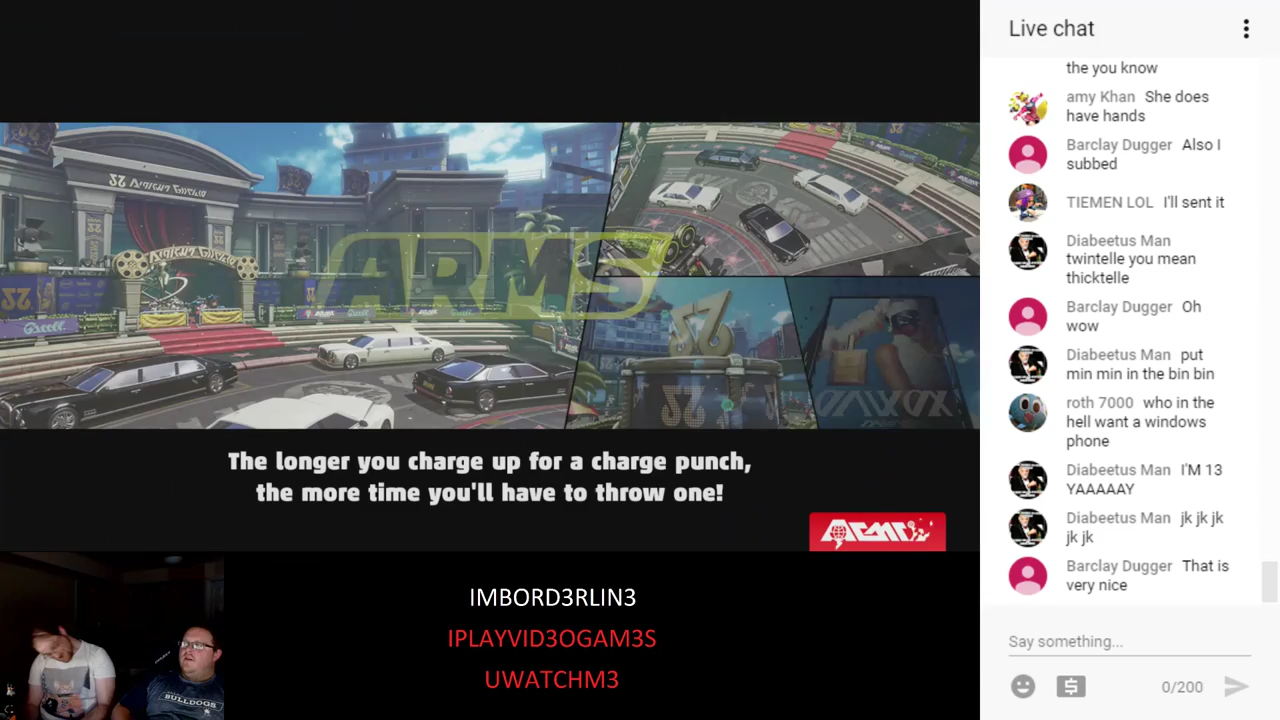 Live chat
the you know
amy Khan She does
have hands
Barclay Dugger Also I
subbed
TIEMEN LOL I'll sent it
Diabeetus Man
twintelle you mean
thicktelle
Barclay Dugger Oh
wow
Diabeetus Man put
min min in the bin bin
roth 7000 who in the
hell want a windows
phone
Diabeetus Man I'M 13
YAAAAAY
Diabeetus Man jk jk jk
jk jk
Barclay Dugger That is
very nice
Say something...
0/200
ARMS
The longer you charge up for a charge punch,
the more time you'll have to throw one!
IMBORD3RLIN3
IPLAYVID3OGAM3S
UWATCHM3
BULLDOGS